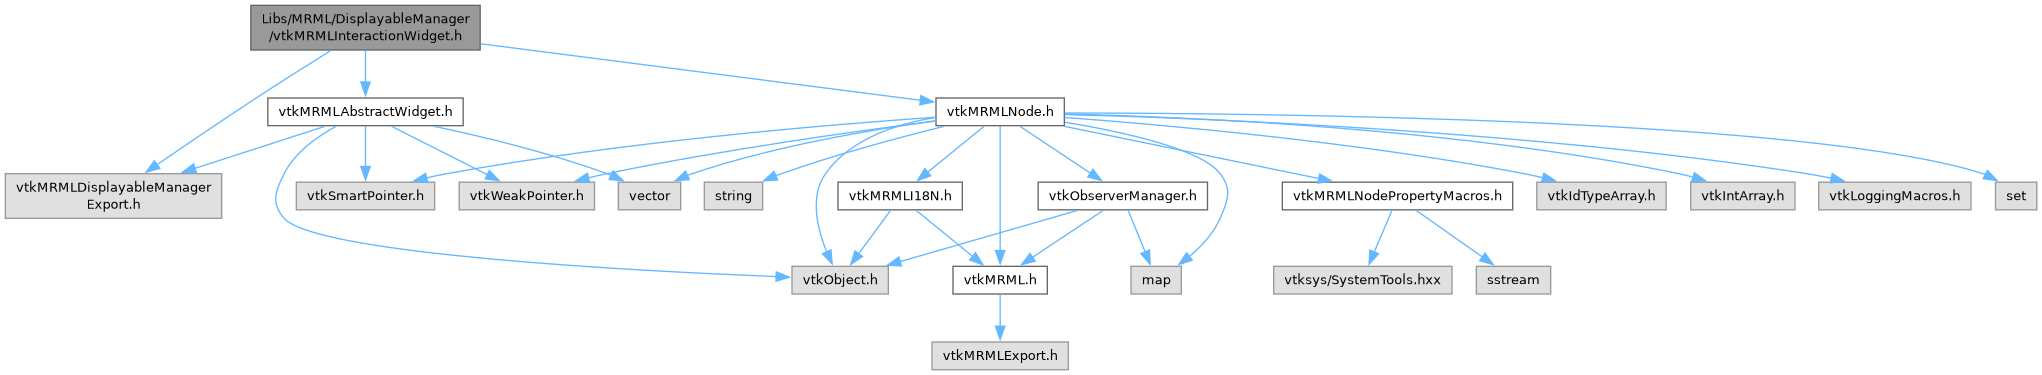 Libs/MRML/DisplayableManager
/vtkMRMLInteractionWidget.h
vtkMRMLAbstractWidget.h
vtkMRMLNode.h
vtkMRMLDisplayableManager
Export.h
vtkSmartPointer.h
vtkWeakPointer.h
vector
string
vtkMRMLI18N.h
vtkObserverManager.h
vtkMRMLNodePropertyMacros.h
vtkIdTypeArray.h
vtkIntArray.h
vtkLoggingMacros.h
set
vtkObject.h
vtkMRML.h
map
vtksys/SystemTools.hxx
sstream
vtkMRMLExport.h